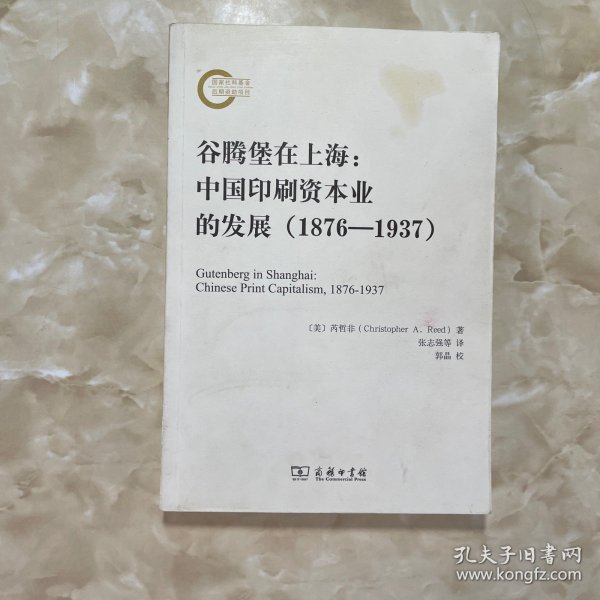 国家社科基金
后期资助项目
谷腾堡在上海：
中国印刷资本业
的发展（1876—1937）
Gutenberg in Shanghai:
Chinese Print Capitalism, 1876-1937
〔美〕芮哲非（Christopher A. Reed）著
张志强等 译
郭晶 校
商务印书馆
The Commercial Press
孔夫子旧书网
www.kongfz.com